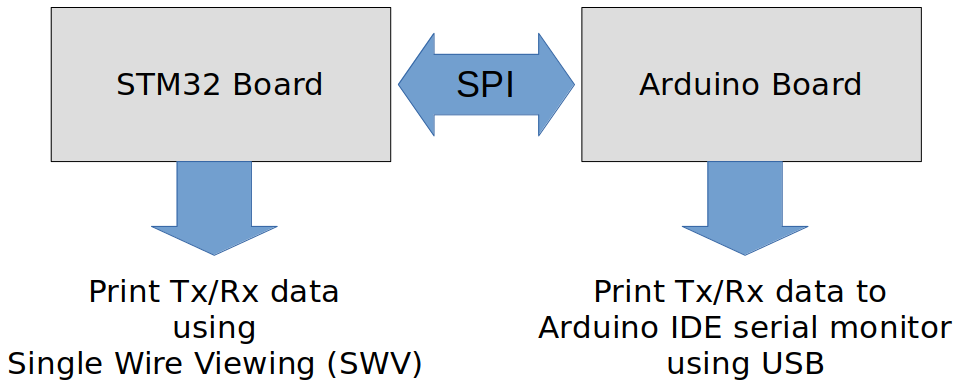 STM32 Board
SPI
Arduino Board
Print Tx/Rx data
using
Single Wire Viewing (SWV)
Print Tx/Rx data to
Arduino IDE serial monitor
using USB